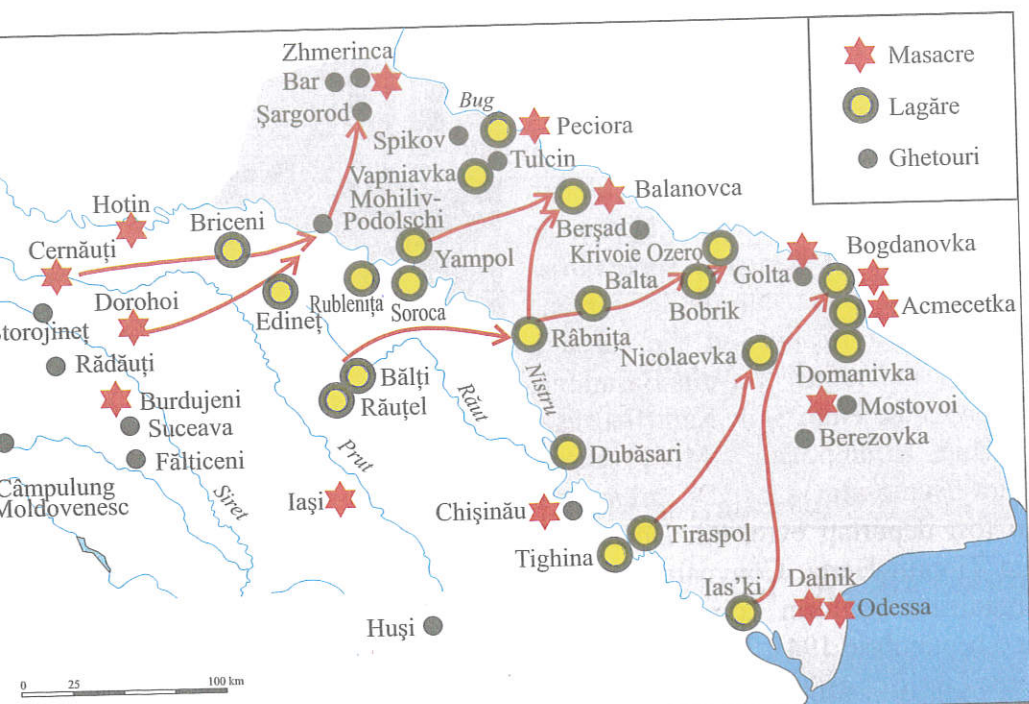 Masacre
Lagăre
Ghetouri
Zhmerinca
Bar
Şargorod
Bug
Spikov
Peciora
Tulcin
Vapniavka
Mohiliv-
Podolschi
Balanovca
Hotin
Briceni
Cernăuţi
Yampol
Berşad
Krivoie Ozero
Bogdanovka
Golta
Balta
Acmecetka
Dorohoi
Edineţ
Rubleniţa
Soroca
Bobrik
Storojineţ
Râbniţa
Nicolaevka
Rădăuţi
Bălţi
Răuţel
Domanivka
Burdujeni
Răut
Nistru
Mostovoi
Suceava
Berezovka
Fălticeni
Prut
Dubăsari
Câmpulung
Moldovenesc
Siret
Iaşi
Chişinău
Tiraspol
Tighina
Ias'ki
Dalnik
Odessa
Huşi
0 25 100 km